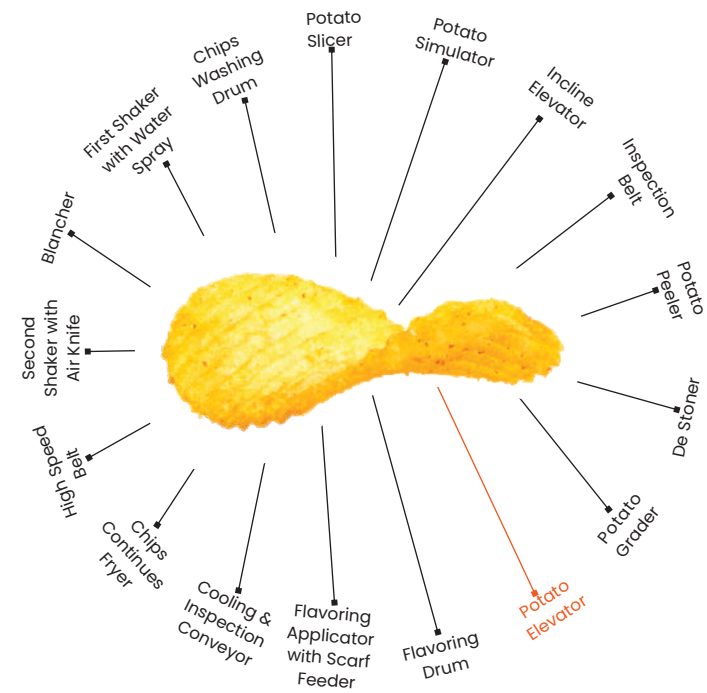 Potato
Slicer
Potato
Simulator
Incline
Elevator
Inspection
Belt
Potato
Peeler
De Stoner
Potato
Grader
Potato
Elevator
Flavoring
Drum
Flavoring
Applicator
with Scarf
Feeder
Cooling &
Inspection
Conveyor
Chips
Continues
Fryer
High Speed
Belt
Second
Shaker with
Air Knife
Blancher
First Shaker
with Water
Spray
Chips
Washing
Drum